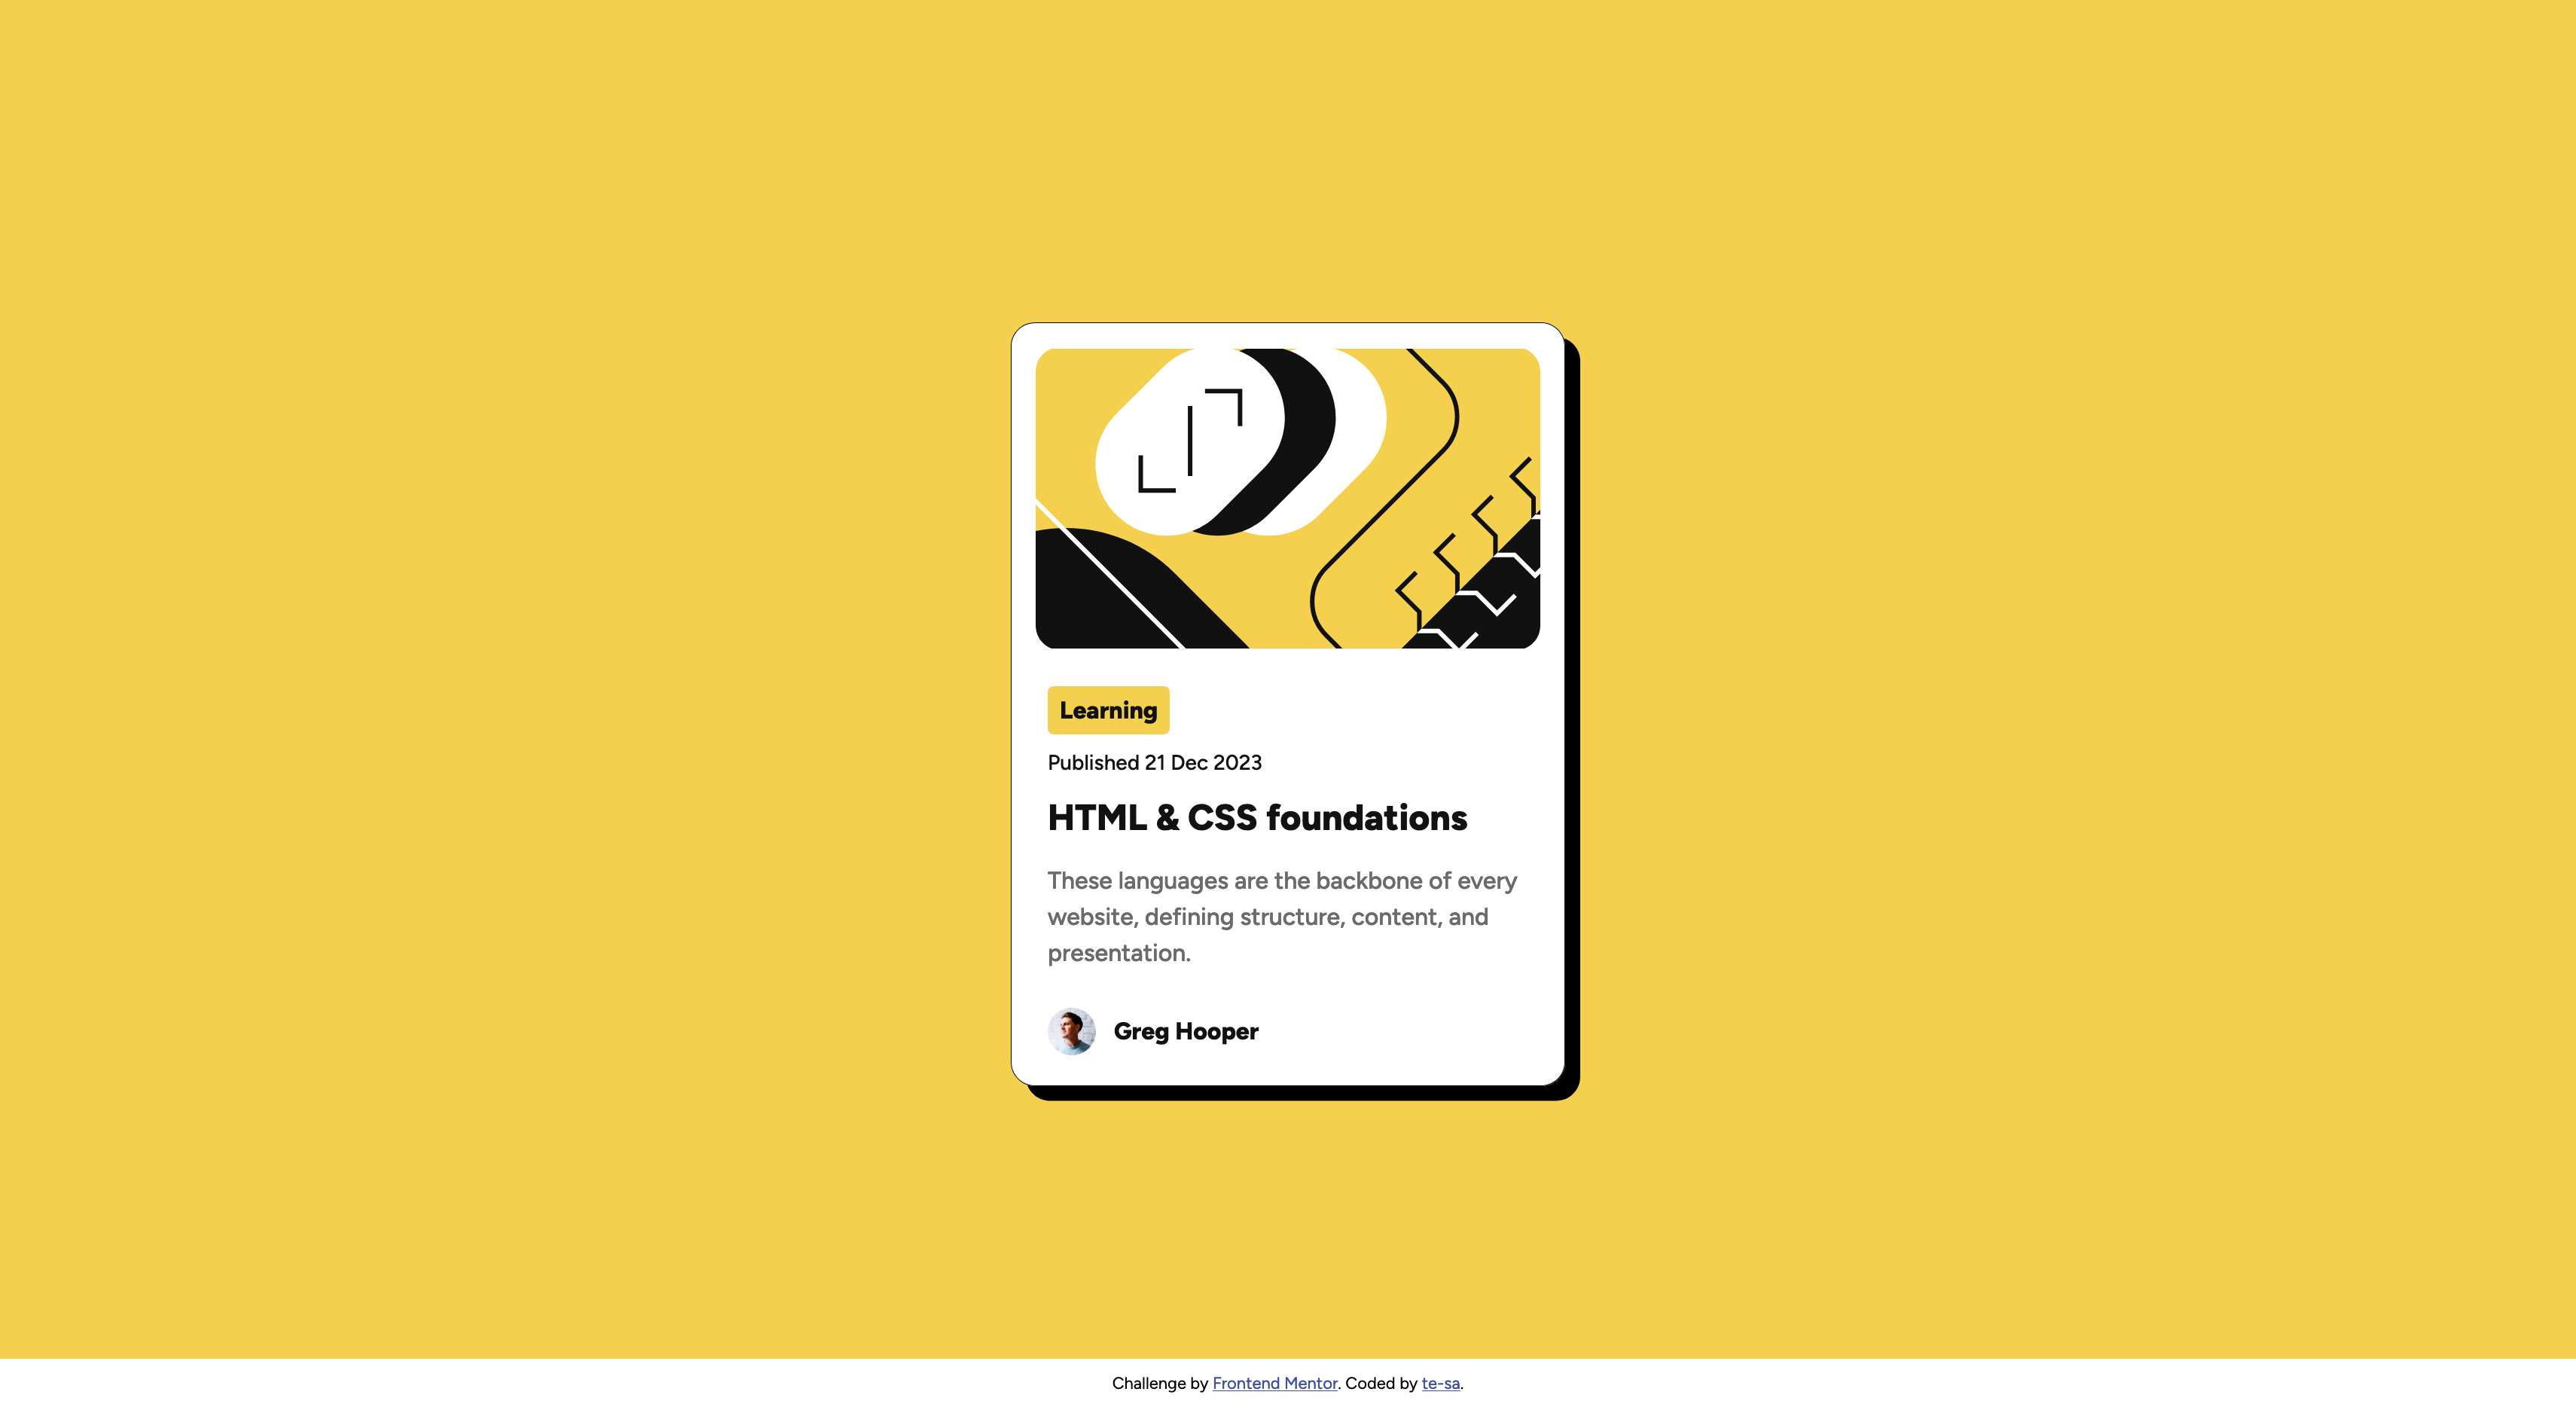 Learning
Published 21 Dec 2023
HTML & CSS foundations
These languages are the backbone of every
website, defining structure, content, and
presentation.
Greg Hooper
Challenge by Frontend Mentor. Coded by te-sa.